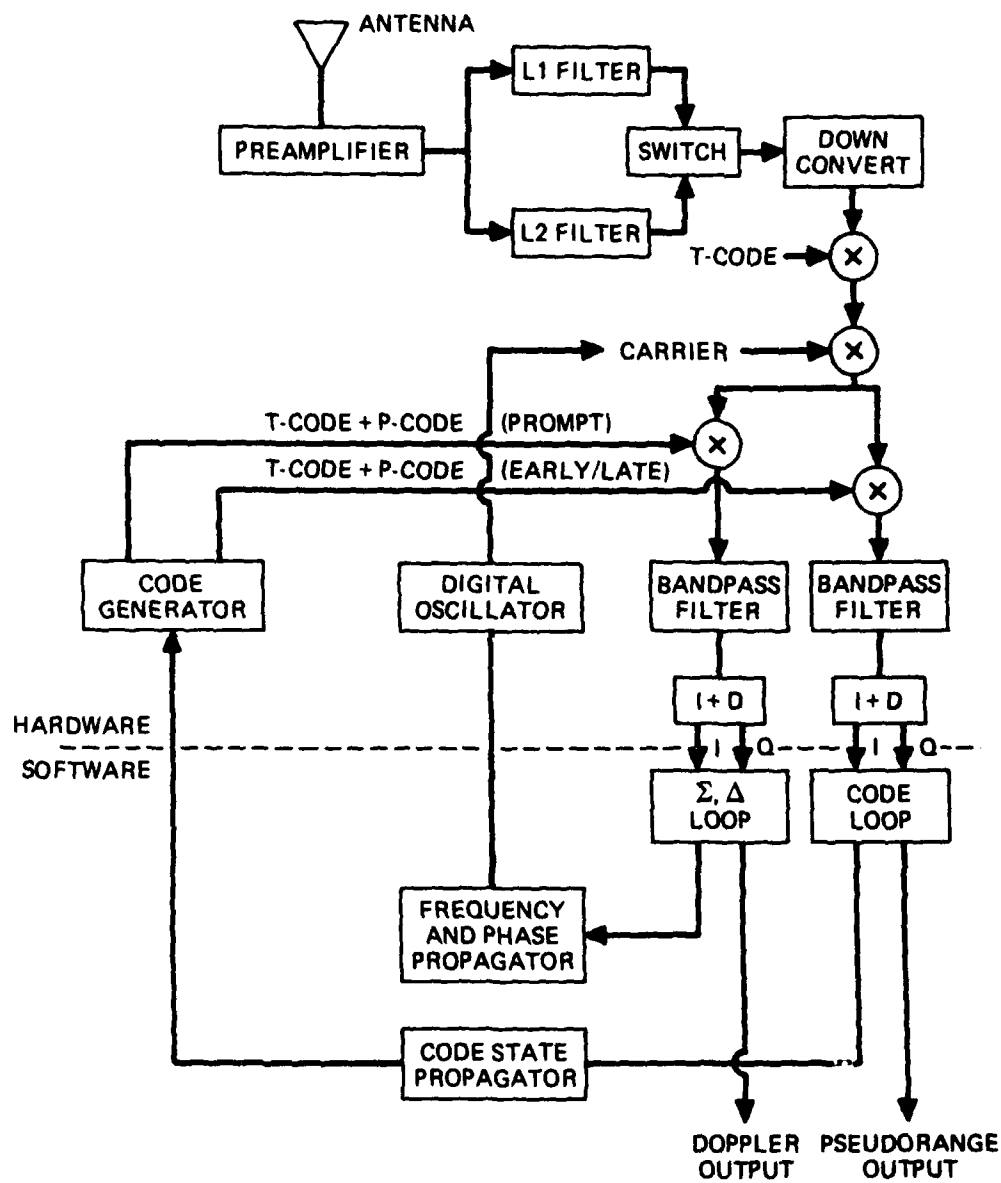 ANTENNA
L1 FILTER
PREAMPLIFIER
SWITCH
DOWN
CONVERT
L2 FILTER
T-CODE
X
CARRIER
X
T-CODE + P-CODE (PROMPT)
X
T-CODE + P-CODE (EARLY/LATE)
X
CODE
GENERATOR
DIGITAL
OSCILLATOR
BANDPASS
FILTER
BANDPASS
FILTER
I + D
I + D
HARDWARE
I Q
I Q
SOFTWARE
Σ, Δ
LOOP
CODE
LOOP
FREQUENCY
AND PHASE
PROPAGATOR
CODE STATE
PROPAGATOR
DOPPLER
OUTPUT
PSEUDORANGE
OUTPUT